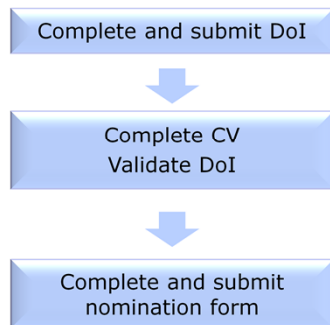 Complete and submit DoI
Complete CV
Validate DoI
Complete and submit
nomination form